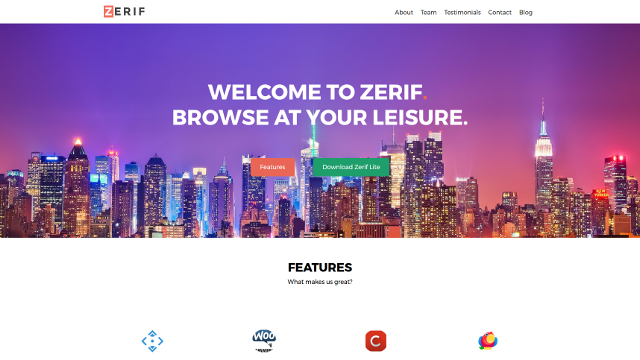 ZERIF
About Team Testimonials Contact Blog
WELCOME TO ZERIF.
BROWSE AT YOUR LEISURE.
Features Download Zerif Lite
FEATURES
What makes us great?
Woo
C